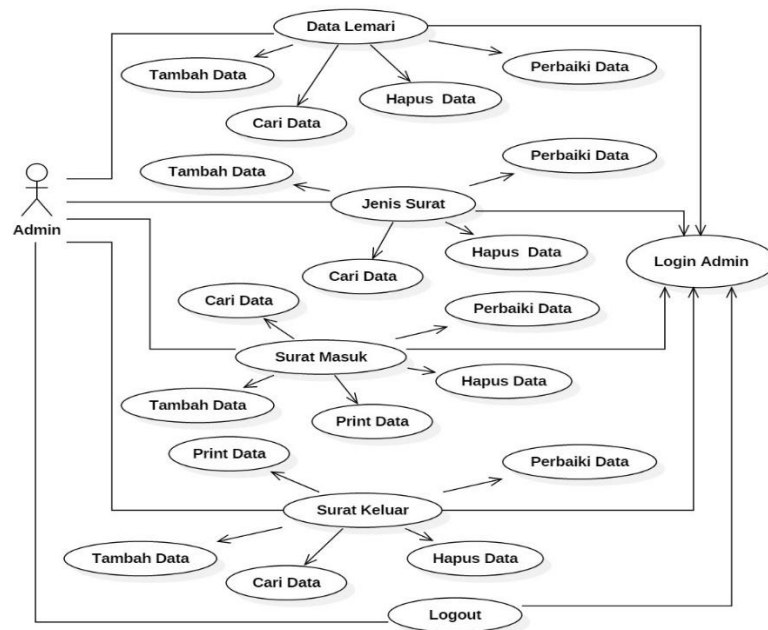 Data Lemari
Tambah Data
Perbaiki Data
Hapus  Data
Cari Data
Perbaiki Data
Tambah Data
Jenis Surat
Admin
Hapus  Data
Login Admin
Cari Data
Cari Data
Perbaiki Data
Surat Masuk
Hapus Data
Tambah Data
Print Data
Print Data
Perbaiki Data
Surat Keluar
Tambah Data
Hapus Data
Cari Data
Logout